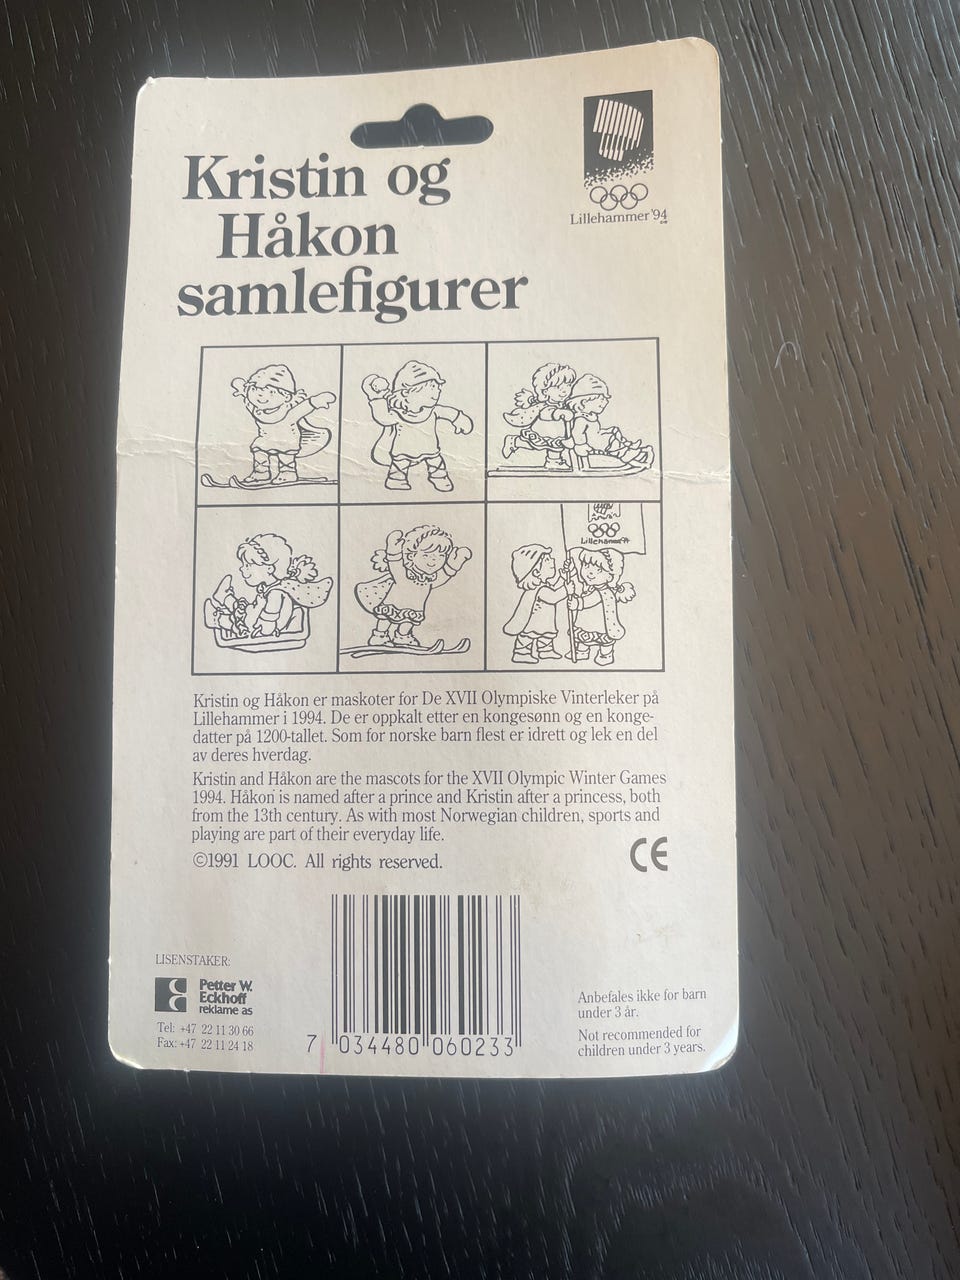 Kristin og
Håkon
samlefigurer
Lillehammer '94
Lillehammer
Kristin og Håkon er maskoter for De XVII Olympiske Vinterleker på
Lillehammer i 1994. De er oppkalt etter en kongesønn og en konge-
datter på 1200-tallet. Som for norske barn flest er idrett og lek en del
av deres hverdag.
Kristin and Håkon are the mascots for the XVII Olympic Winter Games
1994. Håkon is named after a prince and Kristin after a princess, both
from the 13th century. As with most Norwegian children, sports and
playing are part of their everyday life.
©1991 LOOC. All rights reserved.
CE
LISENSTAKER:
Petter W.
Eckhoff
reklame as
Tel: +47 22 11 30 66
Fax: +47 22 11 24 18
7 034480 060233
Anbefales ikke for barn
under 3 år.
Not recommended for
children under 3 years.